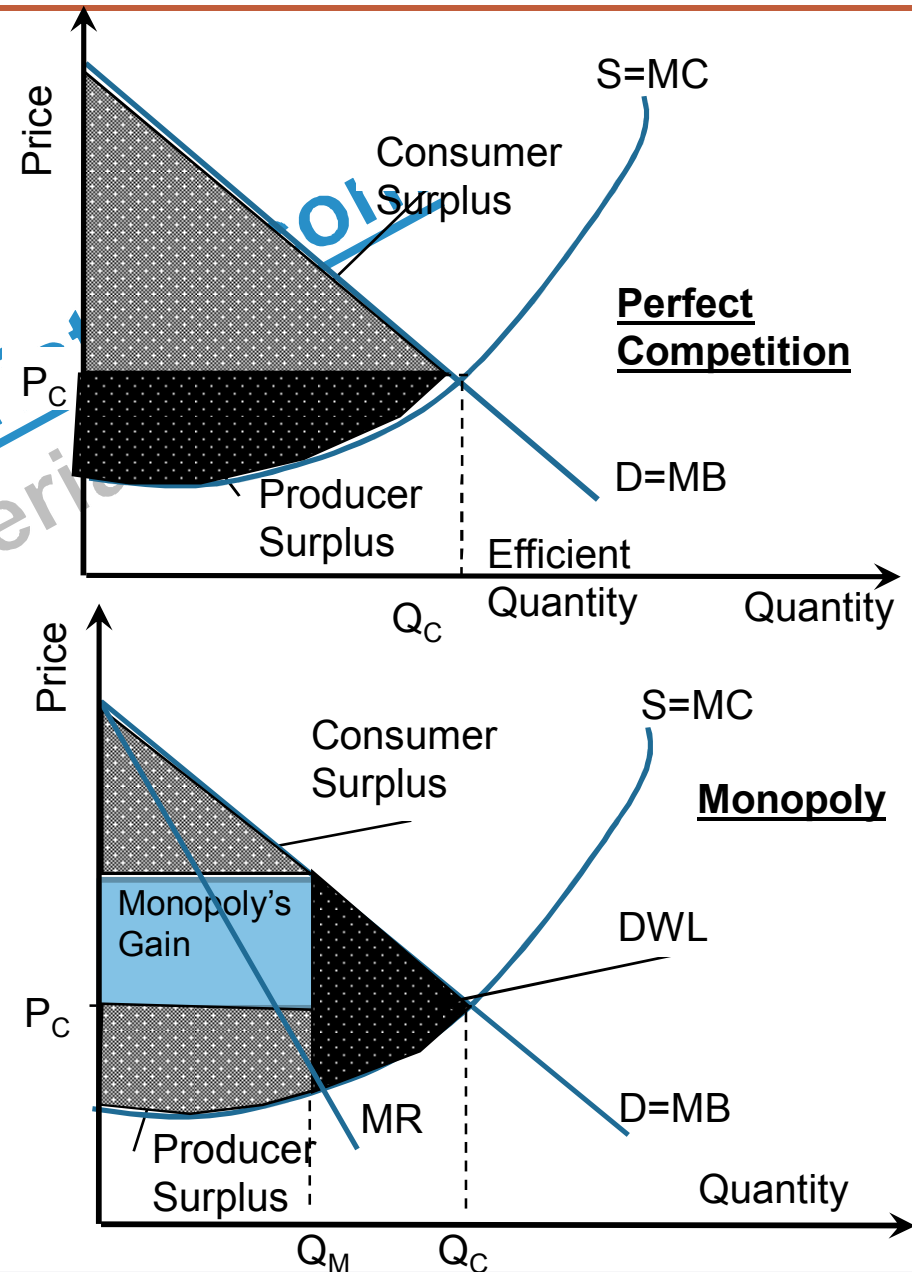 Price
S=MC
Consumer
Surplus
Perfect
Competition
P_C
D=MB
Producer
Surplus
Efficient
Quantity
Q_C
Quantity
Price
S=MC
Consumer
Surplus
Monopoly
Monopoly's
Gain
DWL
P_C
MR
D=MB
Producer
Surplus
Quantity
Q_M
Q_C